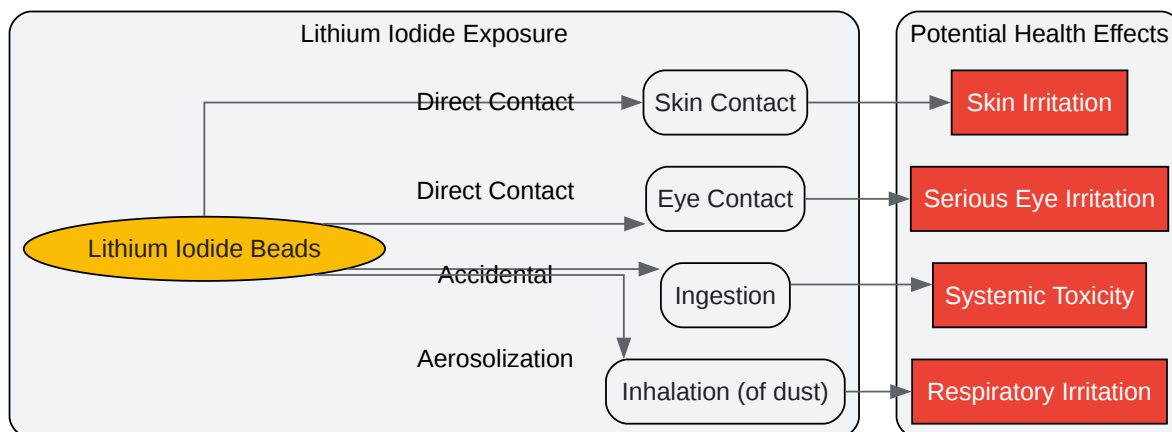 Lithium Iodide Exposure
Potential Health Effects
Direct Contact
Skin Contact
Skin Irritation
Direct Contact
Eye Contact
Serious Eye Irritation
Lithium Iodide Beads
Accidental
Ingestion
Systemic Toxicity
Aerosolization
Inhalation (of dust)
Respiratory Irritation